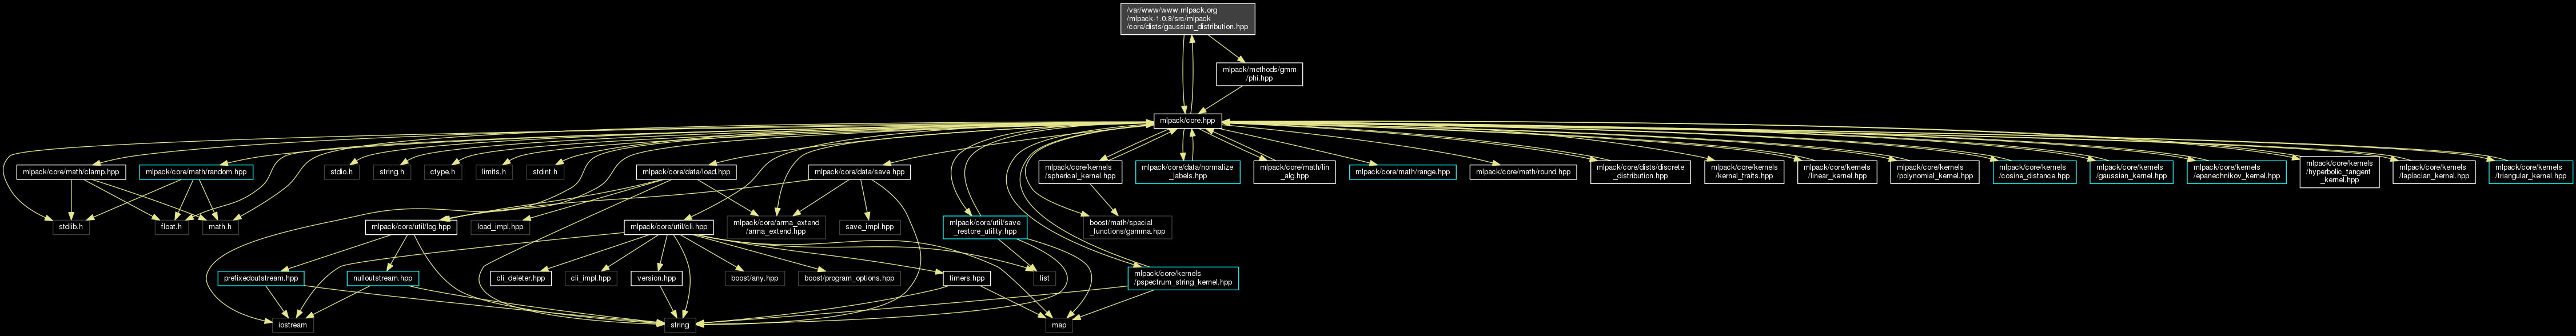 /var/www/www.mlpack.org
/mlpack-1.0.8/src/mlpack
/core/dists/gaussian_distribution.hpp
mlpack/methods/gmm
/phi.hpp
mlpack/core.hpp
mlpack/core/math/clamp.hpp
mlpack/core/math/random.hpp
stdio.h
string.h
ctype.h
limits.h
stdint.h
mlpack/core/data/load.hpp
mlpack/core/data/save.hpp
mlpack/core/kernels
/spherical_kernel.hpp
mlpack/core/data/normalize
_labels.hpp
mlpack/core/math/lin
_alg.hpp
mlpack/core/math/range.hpp
mlpack/core/math/round.hpp
mlpack/core/dists/discrete
_distribution.hpp
mlpack/core/kernels
/kernel_traits.hpp
mlpack/core/kernels
/linear_kernel.hpp
mlpack/core/kernels
/polynomial_kernel.hpp
mlpack/core/kernels
/cosine_distance.hpp
mlpack/core/kernels
/gaussian_kernel.hpp
mlpack/core/kernels
/epanechnikov_kernel.hpp
mlpack/core/kernels
/hyperbolic_tangent
_kernel.hpp
mlpack/core/kernels
/laplacian_kernel.hpp
mlpack/core/kernels
/triangular_kernel.hpp
stdlib.h
float.h
math.h
mlpack/core/util/log.hpp
load_impl.hpp
mlpack/core/util/cli.hpp
mlpack/core/arma_extend
/arma_extend.hpp
save_impl.hpp
mlpack/core/util/save
_restore_utility.hpp
boost/math/special
_functions/gamma.hpp
prefixedoutstream.hpp
nulloutstream.hpp
cli_deleter.hpp
cli_impl.hpp
version.hpp
boost/any.hpp
boost/program_options.hpp
timers.hpp
list
mlpack/core/kernels
/pspectrum_string_kernel.hpp
iostream
string
map